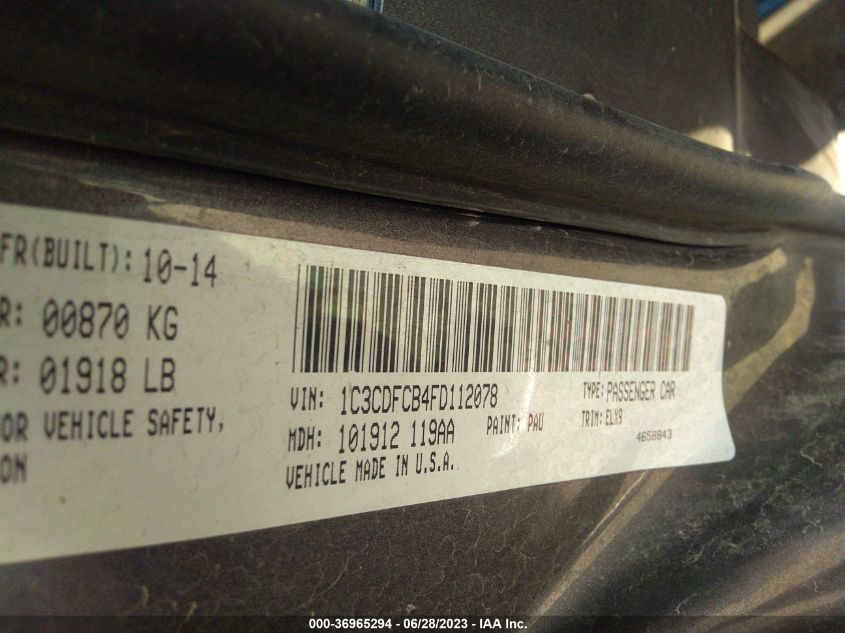 FR(BUILT): 10-14
R: 00870 KG
R: 01918 LB
OR VEHICLE SAFETY,
ON
VIN: 1C3CDFCB4FD112078 TYPE: PASSENGER CAR
MDH: 101912 119AA PAINT: PAU TRIM: ELX9
VEHICLE MADE IN U.S.A. 4658843
000-36965294 - 06/28/2023 - IAA Inc.